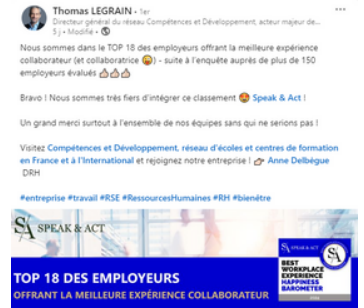 Thomas LEGRAIN · 1er
Directeur général du réseau Compétences et Développement, acteur majeur de...
5 j • Modifié •
Nous sommes dans le TOP 18 des employeurs offrant la meilleure expérience
collaborateur (et collaboratrice 😄) - suite à l'enquête auprès de plus de 150
employeurs évalués 👍👍👍
Bravo ! Nous sommes très fiers d'intégrer ce classement 🤩 Speak & Act !
Un grand merci surtout à l'ensemble de nos équipes sans qui ne serions pas !
Visitez Compétences et Développement, réseau d'écoles et centres de formation
en France et à l'International et rejoignez notre entreprise ! 👉 Anne Delbègue
DRH
#entreprise #travail #RSE #RessourcesHumaines #RH #bienêtre
SA SPEAK & ACT
SA SPEAK & ACT
BEST
WORKPLACE
EXPERIENCE
HAPPINESS
BAROMETER
TOP 18 DES EMPLOYEURS
OFFRANT LA MEILLEURE EXPÉRIENCE COLLABORATEUR